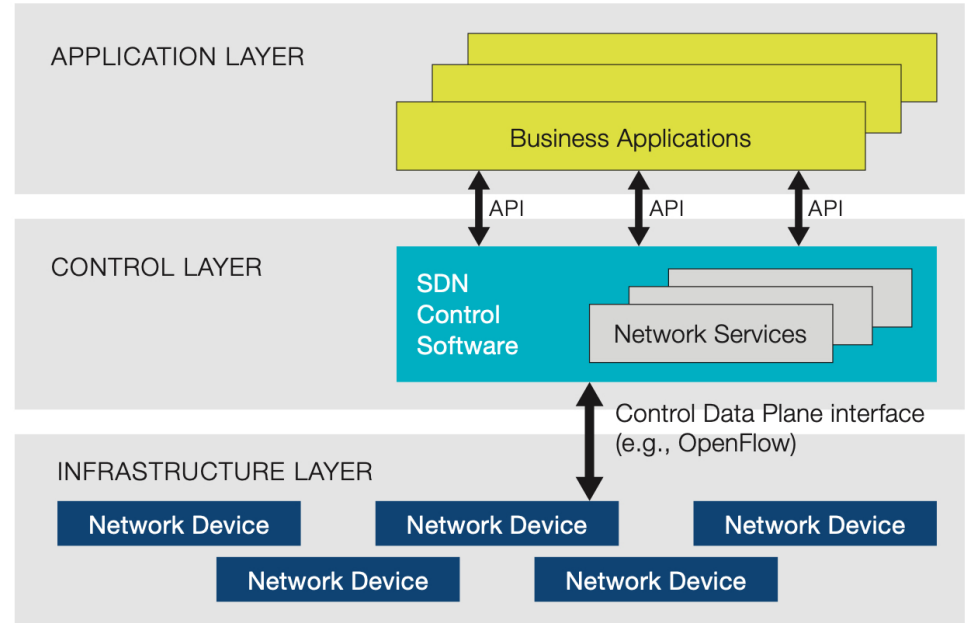 APPLICATION LAYER
Business Applications
API
API
API
CONTROL LAYER
SDN
Control
Software
Network Services
Control Data Plane interface
(e.g., OpenFlow)
INFRASTRUCTURE LAYER
Network Device
Network Device
Network Device
Network Device
Network Device